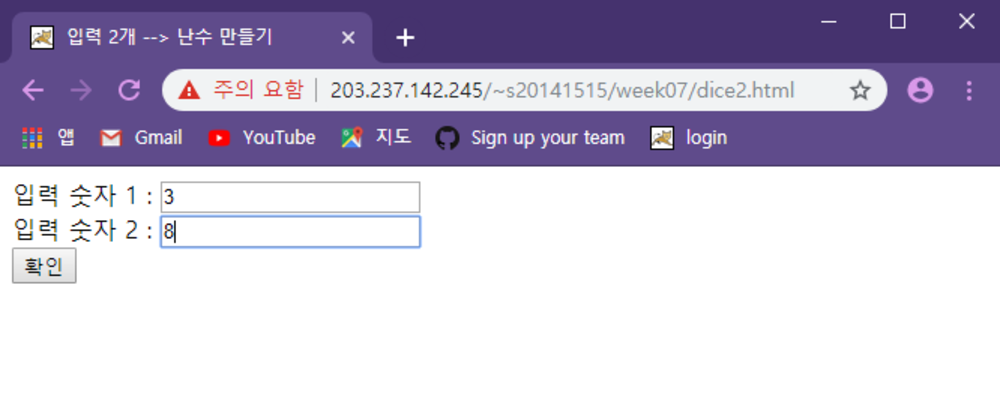 입력 2개 --> 난수 만들기
주의 요함 | 203.237.142.245/~s20141515/week07/dice2.html
앱 Gmail YouTube 지도 Sign up your team login
입력 숫자 1 : 3
입력 숫자 2 : 8
확인